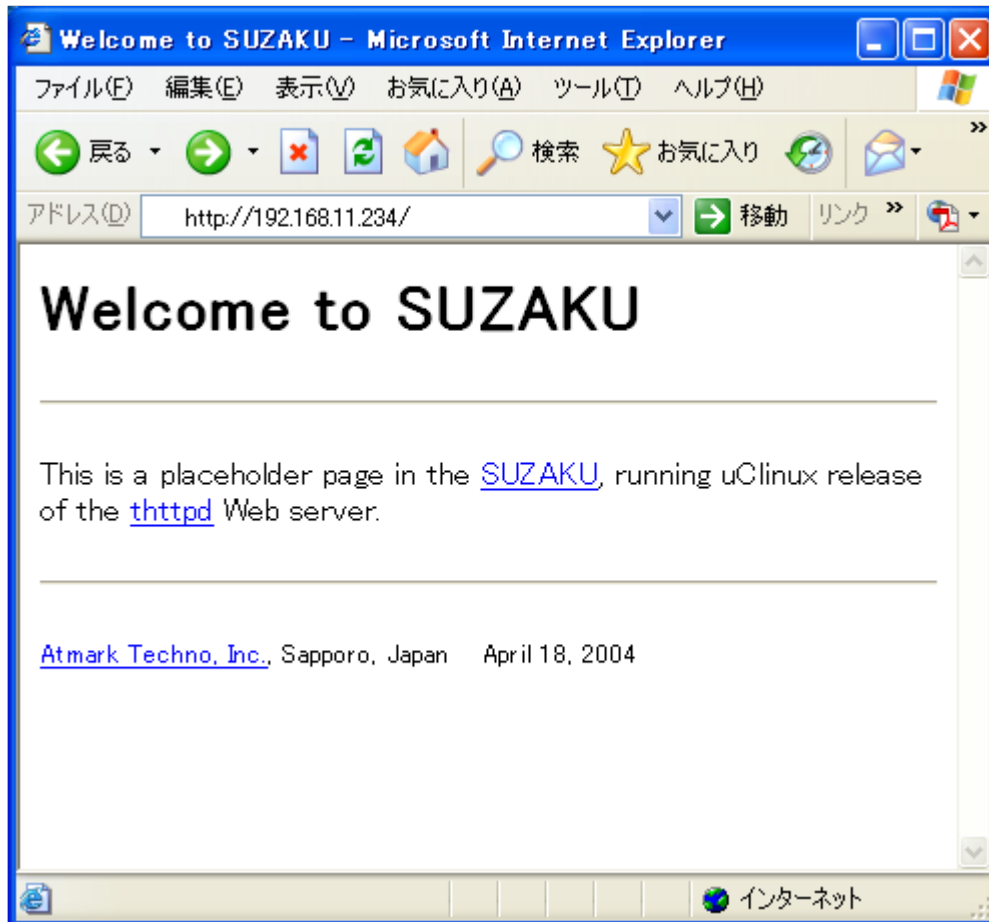 Welcome to SUZAKU - Microsoft Internet Explorer
ファイル(F) 編集(E) 表示(V) お気に入り(A) ツール(T) ヘルプ(H)
戻る 検索 お気に入り »
アドレス(D) http://192.168.11.234/ 移動 リンク »
Welcome to SUZAKU
This is a placeholder page in the SUZAKU, running uClinux release
of the thttpd Web server.
Atmark Techno, Inc., Sapporo, Japan April 18, 2004
インターネット